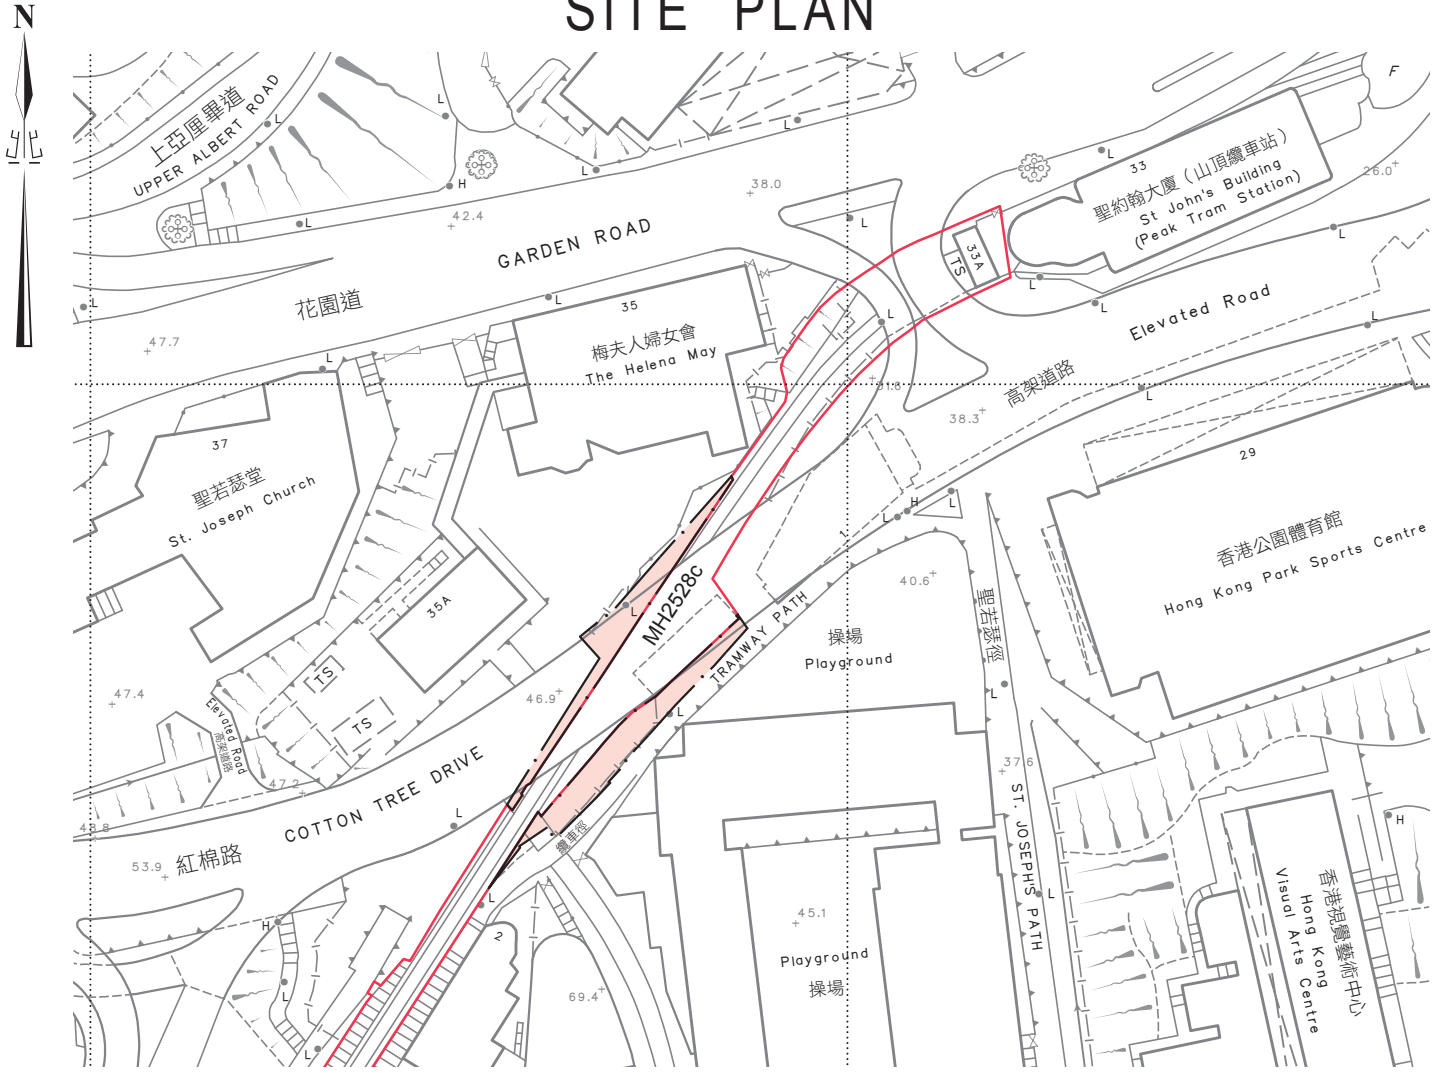 SITE PLAN
N
上亞厘畢道
UPPER ALBERT ROAD
L
L
H
L
L
42.4
38.0
L
L
F
L
33
聖約翰大廈(山頂纜車站)
St John's Building
(Peak Tram Station)
26.0
L
33A
TS
L
L
GARDEN ROAD
花園道
L
L
L
47.7
35
梅夫人婦女會
The Helena May
L
31.6
Elevated Road
高架道路
38.3
L
L
37
聖若瑟堂
St. Joseph Church
29
香港公園體育館
Hong Kong Park Sports Centre
L
H
L
35A
L
MH2528c
40.6
聖若瑟徑
TRAMWAY PATH
操場
Playground
TS
TS
47.4
46.9
L
L
Elevated Road
高架道路
47.2
COTTON TREE DRIVE
紅棉路
43.8
53.9
L
纜車徑
37.6
ST. JOSEPHS PATH
L
H
L
H
2
45.1
Playground
操場
69.4
L
L
香港視覺藝術中心
Hong Kong
Visual Arts Centre